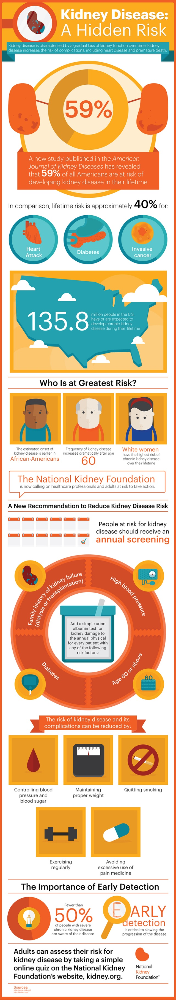 Kidney Disease:
A Hidden Risk
Kidney disease is characterized by a gradual loss of kidney function over time. Kidney
disease increases the risk of complications, including heart disease and premature death.
59%
A new study published in the American
Journal of Kidney Diseases has revealed
that 59% of all Americans are at risk of
developing kidney disease in their lifetime
In comparison, lifetime risk is approximately 40% for:
Heart
Attack
Diabetes
Invasive
cancer
135.8
million people in the U.S.
have or are expected to
develop chronic kidney
disease during their lifetime
Who Is at Greatest Risk?
The estimated onset of
kidney disease is earlier in
African-Americans
Frequency of kidney disease
increases dramatically after age
60
White women
have the highest risk of
chronic kidney disease
over their lifetime
The National Kidney Foundation
is now calling on healthcare professionals and adults at risk to take action.
A New Recommendation to Reduce Kidney Disease Risk
People at risk for kidney
disease should receive an
annual screening
Family history of kidney failure
(dialysis or transplantation)
High blood pressure
Add a simple urine
albumin test for
kidney damage to
the annual physical
for every patient with
any of the following
risk factors:
Diabetes
Age 60 or above
60
The risk of kidney disease and its
complications can be reduced by:
Controlling blood
pressure and
blood sugar
Maintaining
proper weight
Quitting smoking
Exercising
regularly
Avoiding
excessive use of
pain medicine
The Importance of Early Detection
Fewer than
50%
of people with severe
chronic kidney disease
are aware of their disease
EARLY
detection
is critical to slowing the
progression of the disease
Adults can assess their risk for
kidney disease by taking a simple
online quiz on the National Kidney
Foundation's website, kidney.org.
National
Kidney
Foundation™
Sources:
http://kidney.org/